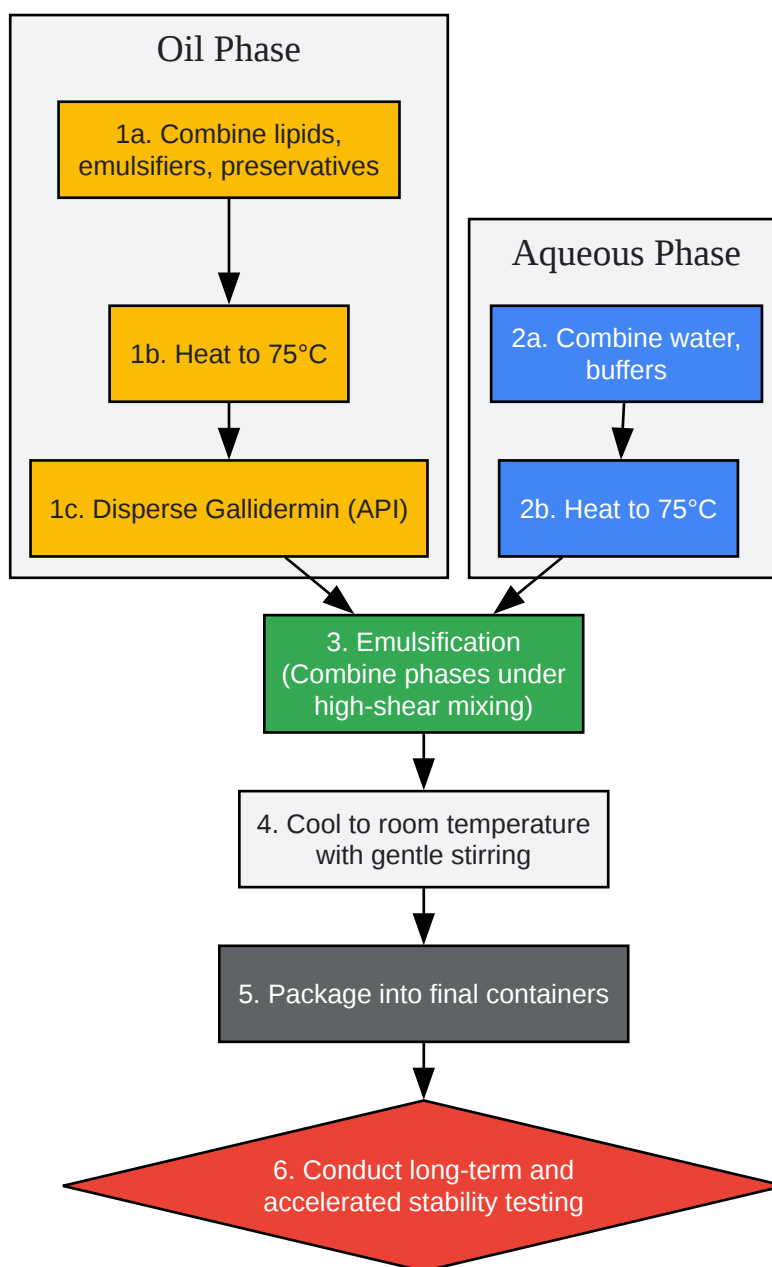 Oil Phase
1a. Combine lipids,
emulsifiers, preservatives
1b. Heat to 75°C
1c. Disperse Gallidermin (API)
Aqueous Phase
2a. Combine water,
buffers
2b. Heat to 75°C
3. Emulsification
(Combine phases under
high-shear mixing)
4. Cool to room temperature
with gentle stirring
5. Package into final containers
6. Conduct long-term and
accelerated stability testing